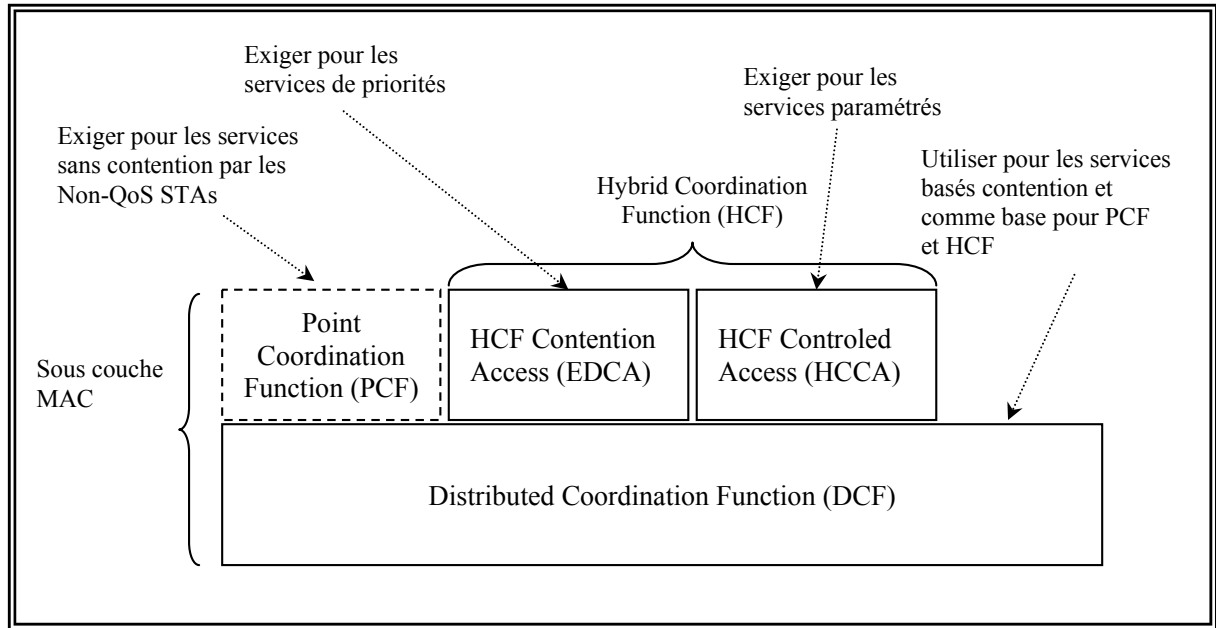 Exiger pour les
services de priorités
Exiger pour les
services paramétrés
Exiger pour les services
sans contention par les
Non-QoS STAs
Utiliser pour les services
basés contention et
comme base pour PCF
et HCF
Hybrid Coordination
Function (HCF)
Sous couche
MAC
Point
Coordination
Function (PCF)
HCF Contention
Access (EDCA)
HCF Controled
Access (HCCA)
Distributed Coordination Function (DCF)